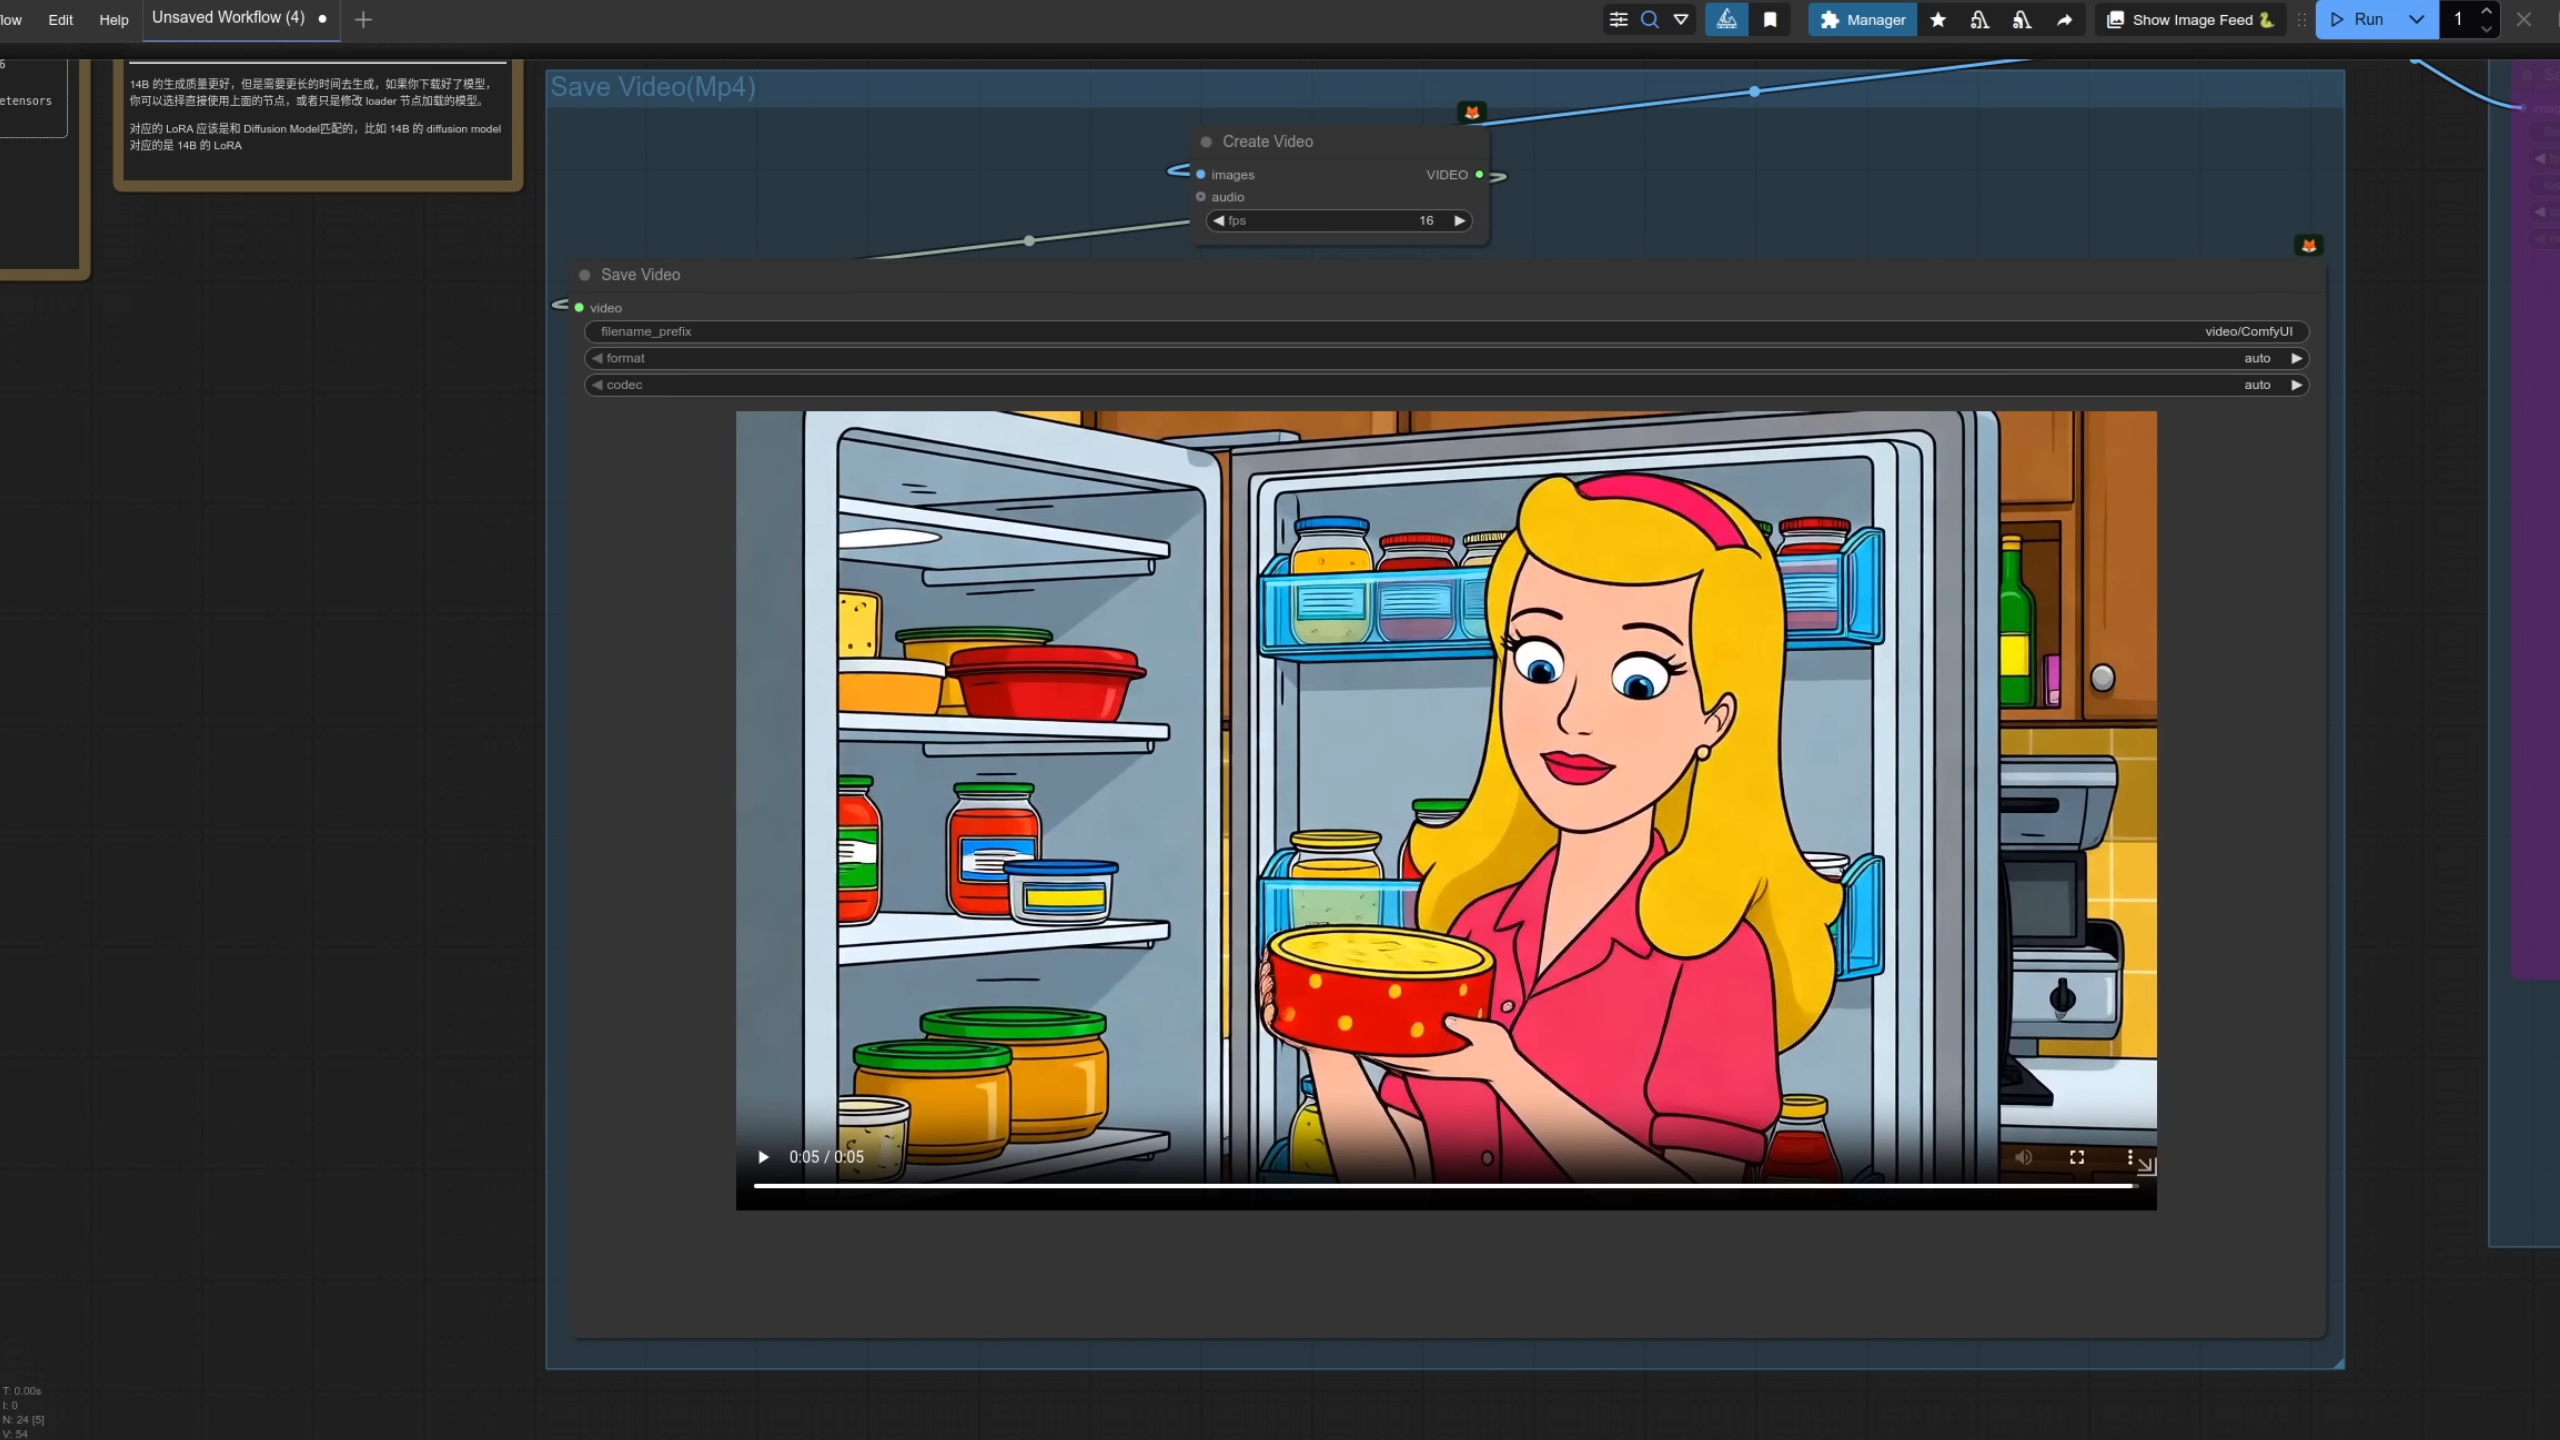 low Edit Help Unsaved Workflow (4) Manager Show Image Feed Run 1
6
etensors
14B 的生成质量更好，但是需要更长的时间去生成，如果你下载好了模型，
你可以选择直接使用上面的节点，或者只是修改 loader 节点加载的模型。
对应的 LoRA 应该是和 Diffusion Model匹配的，比如 14B 的 diffusion model
对应的是 14B 的 LoRA
Save Video(Mp4)
Create Video
images VIDEO
audio
fps 16
Save Video
video
filename_prefix video/ComfyUI
format auto
codec auto
0:05 / 0:05
T: 0.00s
I: 0
N: 24 [5]
V: 54